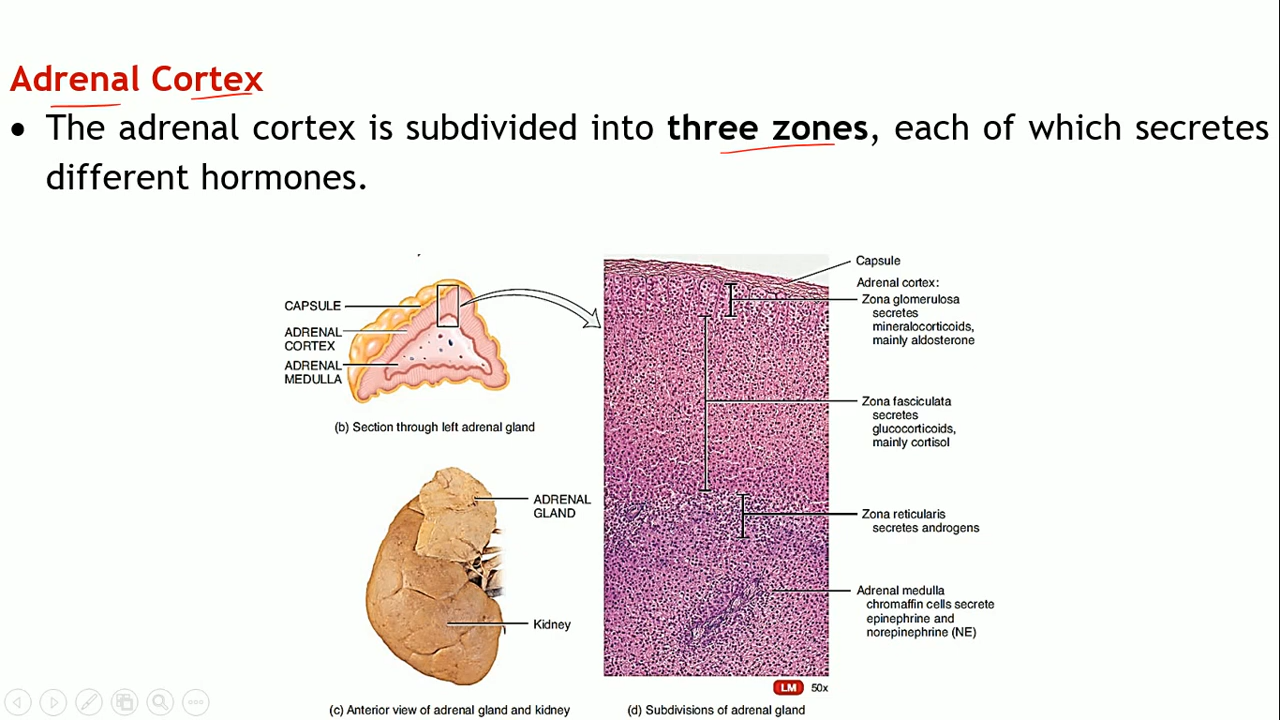 Adrenal Cortex
• The adrenal cortex is subdivided into three zones, each of which secretes
different hormones.
CAPSULE
ADRENAL
CORTEX
ADRENAL
MEDULLA
(b) Section through left adrenal gland
ADRENAL
GLAND
Kidney
(c) Anterior view of adrenal gland and kidney
Capsule
Adrenal cortex:
Zona glomerulosa
secretes
mineralocorticoids,
mainly aldosterone
Zona fasciculata
secretes
glucocorticoids,
mainly cortisol
Zona reticularis
secretes androgens
Adrenal medulla
chromaffin cells secrete
epinephrine and
norepinephrine (NE)
LM 50x
(d) Subdivisions of adrenal gland